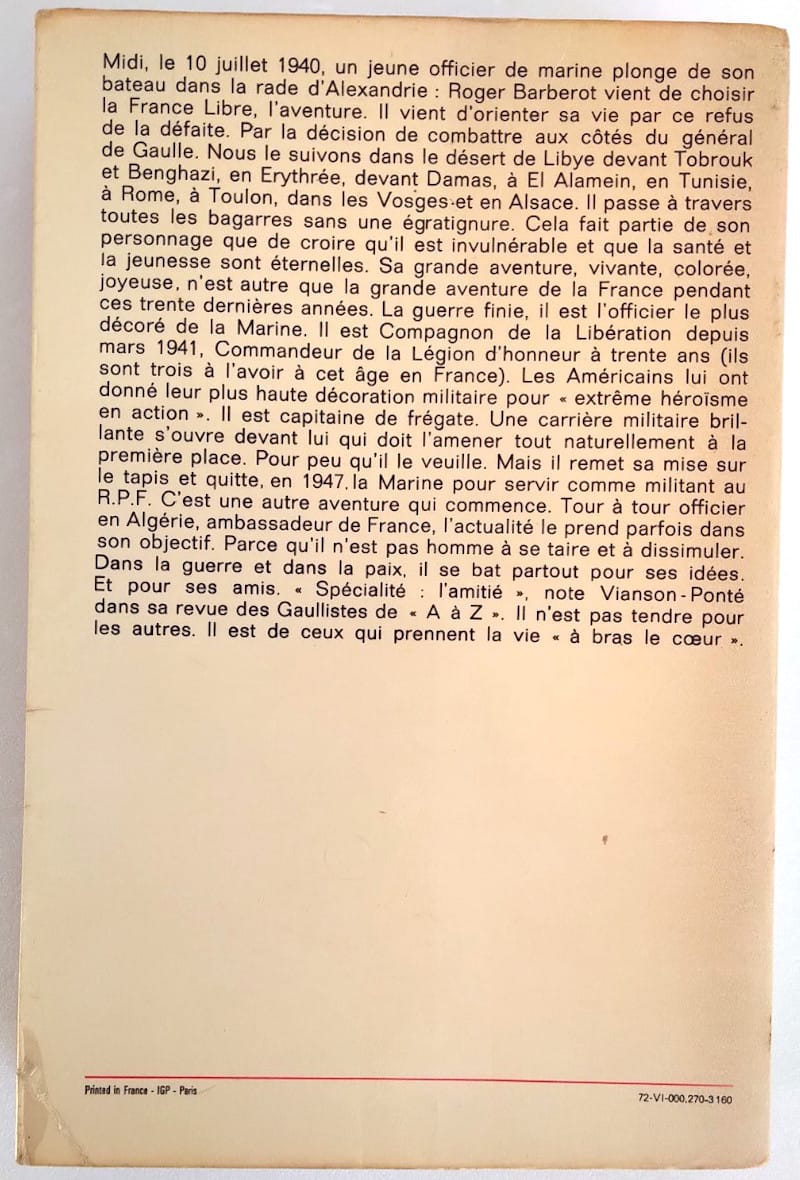 Midi, le 10 juillet 1940, un jeune officier de marine plonge de son
bateau dans la rade d'Alexandrie : Roger Barberot vient de choisir
la France Libre, l'aventure. Il vient d'orienter sa vie par ce refus
de la défaite. Par la décision de combattre aux côtés du général
de Gaulle. Nous le suivons dans le désert de Libye devant Tobrouk
et Benghazi, en Erythrée, devant Damas, à El Alamein, en Tunisie,
à Rome, à Toulon, dans les Vosges et en Alsace. Il passe à travers
toutes les bagarres sans une égratignure. Cela fait partie de son
personnage que de croire qu'il est invulnérable et que la santé et
la jeunesse sont éternelles. Sa grande aventure, vivante, colorée,
joyeuse, n'est autre que la grande aventure de la France pendant
ces trente dernières années. La guerre finie, il est l'officier le plus
décoré de la Marine. Il est Compagnon de la Libération depuis
mars 1941, Commandeur de la Légion d'honneur à trente ans (ils
sont trois à l'avoir à cet âge en France). Les Américains lui ont
donné leur plus haute décoration militaire pour « extrême héroïsme
en action ». Il est capitaine de frégate. Une carrière militaire bril-
lante s'ouvre devant lui qui doit l'amener tout naturellement à la
première place. Pour peu qu'il le veuille. Mais il remet sa mise sur
le tapis et quitte, en 1947, la Marine pour servir comme militant au
R.P.F. C'est une autre aventure qui commence. Tour à tour officier
en Algérie, ambassadeur de France, l'actualité le prend parfois dans
son objectif. Parce qu'il n'est pas homme à se taire et à dissimuler.
Dans la guerre et dans la paix, il se bat partout pour ses idées.
Et pour ses amis. « Spécialité : l'amitié », note Vianson-Ponté
dans sa revue des Gaullistes de « A à Z ». Il n'est pas tendre pour
les autres. Il est de ceux qui prennent la vie « à bras le cœur ».
Printed in France - IGP - Paris
72-VI-000.270-3160